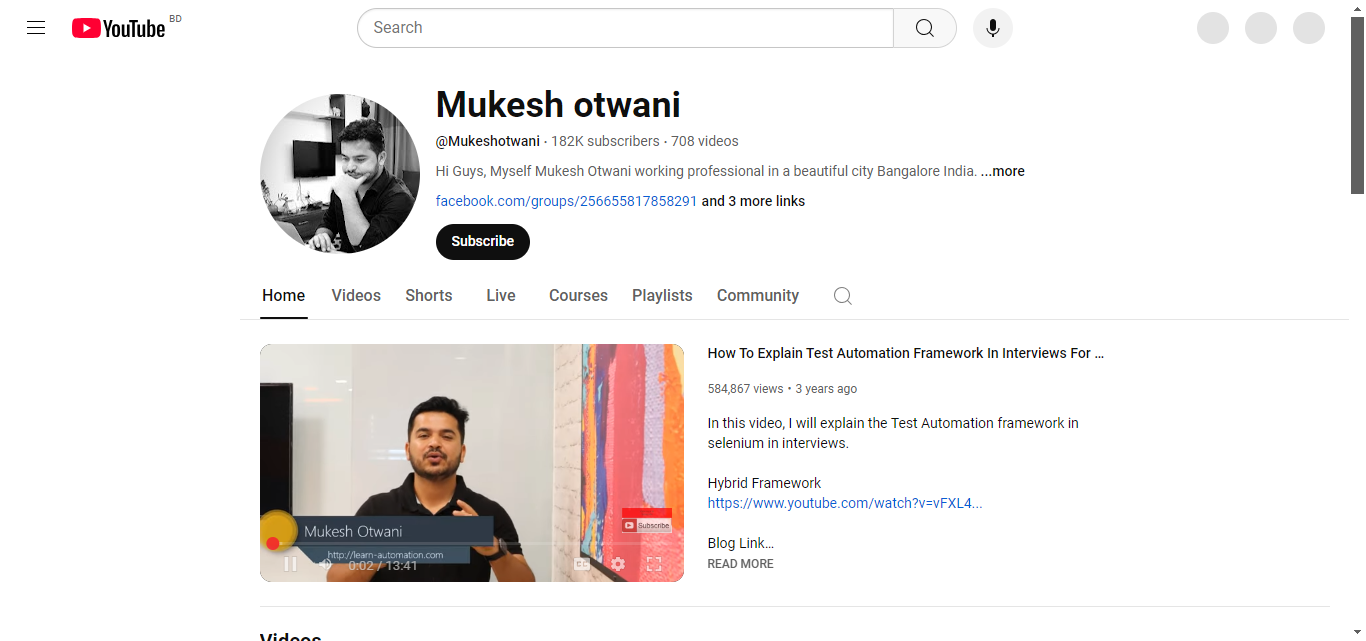 YouTube BD
Search
Mukesh otwani
@Mukeshotwani · 182K subscribers · 708 videos
Hi Guys, Myself Mukesh Otwani working professional in a beautiful city Bangalore India. ...more
facebook.com/groups/256655817858291 and 3 more links
Subscribe
Home Videos Shorts Live Courses Playlists Community
How To Explain Test Automation Framework In Interviews For ...
584,867 views • 3 years ago
In this video, I will explain the Test Automation framework in
selenium in interviews.
Hybrid Framework
https://www.youtube.com/watch?v=vFXL4...
Blog Link...
READ MORE
Mukesh Otwani
Subscribe
http://learn-automation.com
0:02 / 13:41
CC
Videos